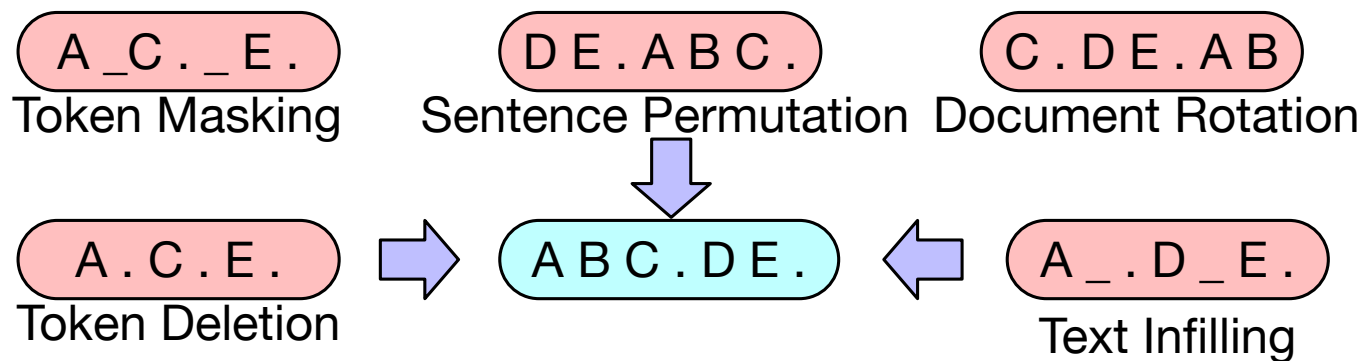 A _C . _ E .
D E . A B C .
C . D E . A B
Token Masking
Sentence Permutation
Document Rotation
A . C . E .
A B C . D E .
A _ . D _ E .
Token Deletion
Text Infilling